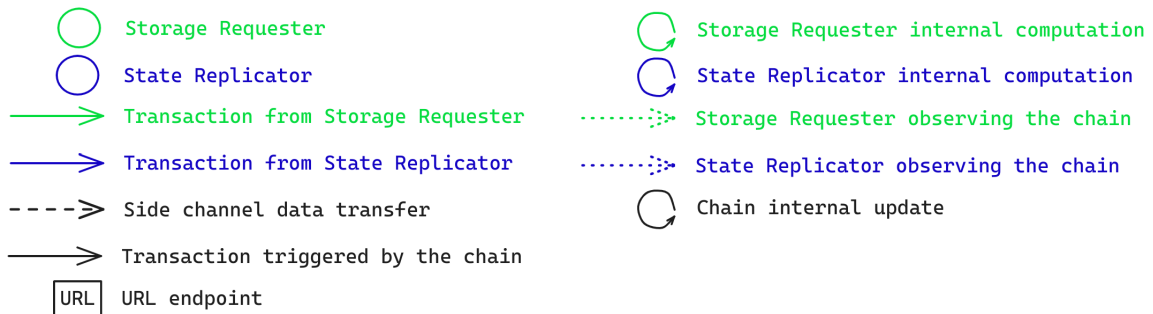 Storage Requester
State Replicator
Transaction from Storage Requester
Transaction from State Replicator
Side channel data transfer
Transaction triggered by the chain
URL URL endpoint
Storage Requester internal computation
State Replicator internal computation
Storage Requester observing the chain
State Replicator observing the chain
Chain internal update